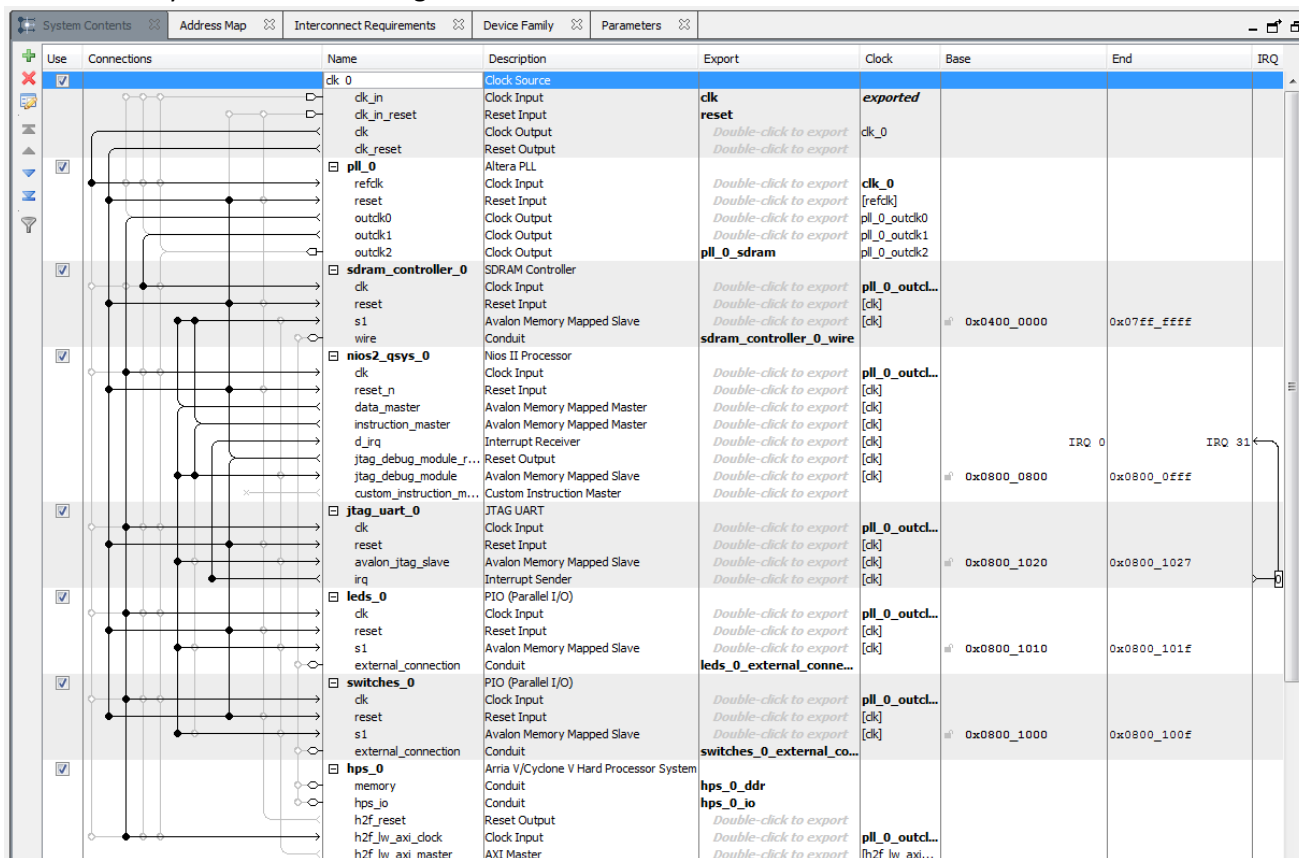 System Contents Address Map Interconnect Requirements Device Family Parameters
Use Connections Name Description Export Clock Base End IRQ
clk_0 Clock Source
clk_in Clock Input clk exported
clk_in_reset Reset Input reset
clk Clock Output Double-click to export clk_0
clk_reset Reset Output Double-click to export
pll_0 Altera PLL
refclk Clock Input Double-click to export clk_0
reset Reset Input Double-click to export [refclk]
outclk0 Clock Output Double-click to export pll_0_outclk0
outclk1 Clock Output Double-click to export pll_0_outclk1
outclk2 Clock Output pll_0_sdram pll_0_outclk2
sdram_controller_0 SDRAM Controller
clk Clock Input Double-click to export pll_0_outcl...
reset Reset Input Double-click to export [clk]
s1 Avalon Memory Mapped Slave Double-click to export [clk] 0x0400_0000 0x07ff_ffff
wire Conduit sdram_controller_0_wire
nios2_qsys_0 Nios II Processor
clk Clock Input Double-click to export pll_0_outcl...
reset_n Reset Input Double-click to export [clk]
data_master Avalon Memory Mapped Master Double-click to export [clk]
instruction_master Avalon Memory Mapped Master Double-click to export [clk]
d_irq Interrupt Receiver Double-click to export [clk] IRQ 0 IRQ 31
jtag_debug_module_r... Reset Output Double-click to export [clk]
jtag_debug_module Avalon Memory Mapped Slave Double-click to export [clk] 0x0800_0800 0x0800_0fff
custom_instruction_m... Custom Instruction Master Double-click to export
jtag_uart_0 JTAG UART
clk Clock Input Double-click to export pll_0_outcl...
reset Reset Input Double-click to export [clk]
avalon_jtag_slave Avalon Memory Mapped Slave Double-click to export [clk] 0x0800_1020 0x0800_1027
irq Interrupt Sender Double-click to export [clk] 0
leds_0 PIO (Parallel I/O)
clk Clock Input Double-click to export pll_0_outcl...
reset Reset Input Double-click to export [clk]
s1 Avalon Memory Mapped Slave Double-click to export [clk] 0x0800_1010 0x0800_101f
external_connection Conduit leds_0_external_conne...
switches_0 PIO (Parallel I/O)
clk Clock Input Double-click to export pll_0_outcl...
reset Reset Input Double-click to export [clk]
s1 Avalon Memory Mapped Slave Double-click to export [clk] 0x0800_1000 0x0800_100f
external_connection Conduit switches_0_external_co...
hps_0 Arria V/Cyclone V Hard Processor System
memory Conduit hps_0_ddr
hps_io Conduit hps_0_io
h2f_reset Reset Output Double-click to export
h2f_lw_axi_clock Clock Input Double-click to export pll_0_outcl...
h2f_lw_axi_master AXI Master Double-click to export [h2f_lw_axi...